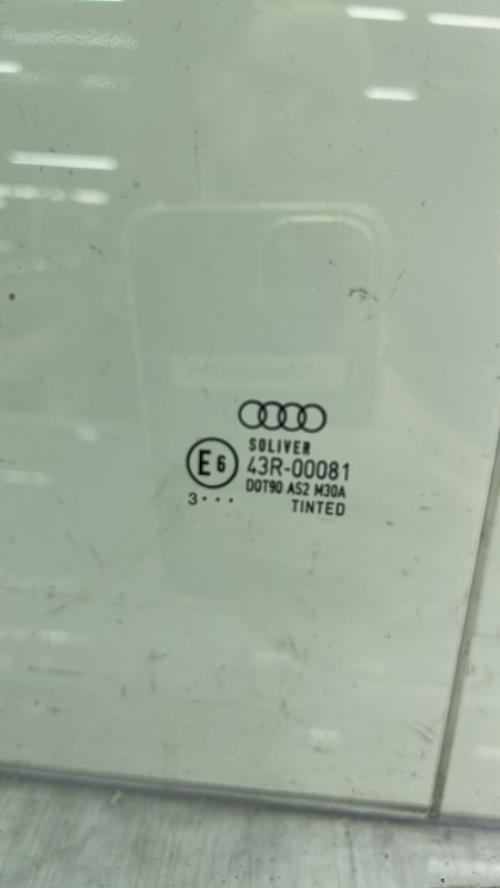 SOLIVER
E6 43R-00081
DOT90 AS2 M30A
3••• TINTED